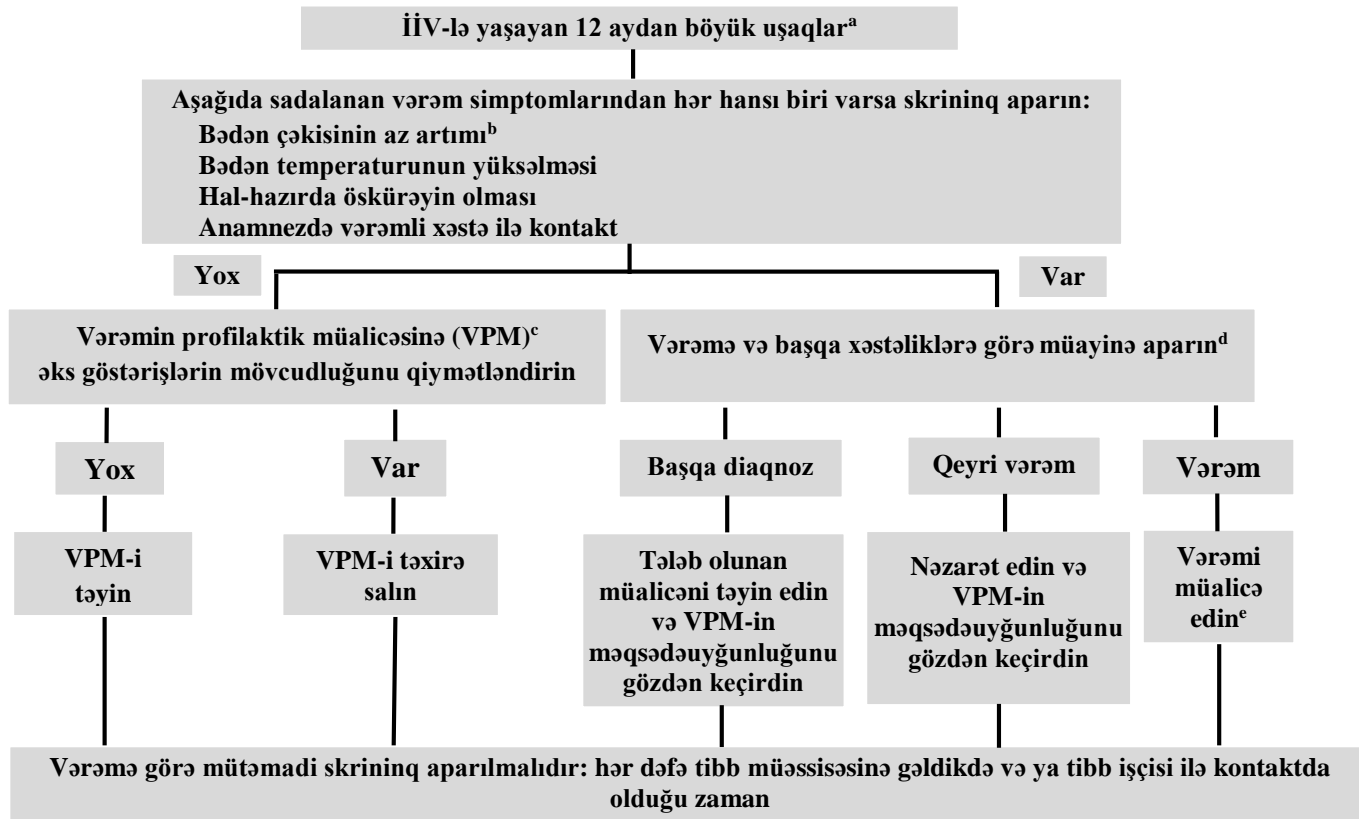 İİV-lə yaşayan 12 aydan böyük uşaqlarᵃ
Aşağıda sadalanan vərəm simptomlarından hər hansı biri varsa skrininq aparın:
Bədən çəkisinin az artımıᵇ
Bədən temperaturunun yüksəlməsi
Hal-hazırda öskürəyin olması
Anamnezdə vərəmli xəstə ilə kontakt
Yox
Var
Vərəmin profilaktik müalicəsinə (VPM)ᶜ
əks göstərişlərin mövcudluğunu qiymətləndirin
Vərəmə və başqa xəstəliklərə görə müayinə aparınᵈ
Yox
Var
Başqa diaqnoz
Qeyri vərəm
Vərəm
VPM-i
təyin
VPM-i təxirə
salın
Tələb olunan
müalicəni təyin edin
və VPM-in
məqsədəuyğunluğunu
gözdən keçirdin
Nəzarət edin və
VPM-in
məqsədəuyğunluğunu
gözdən keçirdin
Vərəmi
müalicə
edinᵉ
Vərəmə görə mütəmadi skrininq aparılmalıdır: hər dəfə tibb müəssisəsinə gəldikdə və ya tibb işçisi ilə kontaktda
olduğu zaman